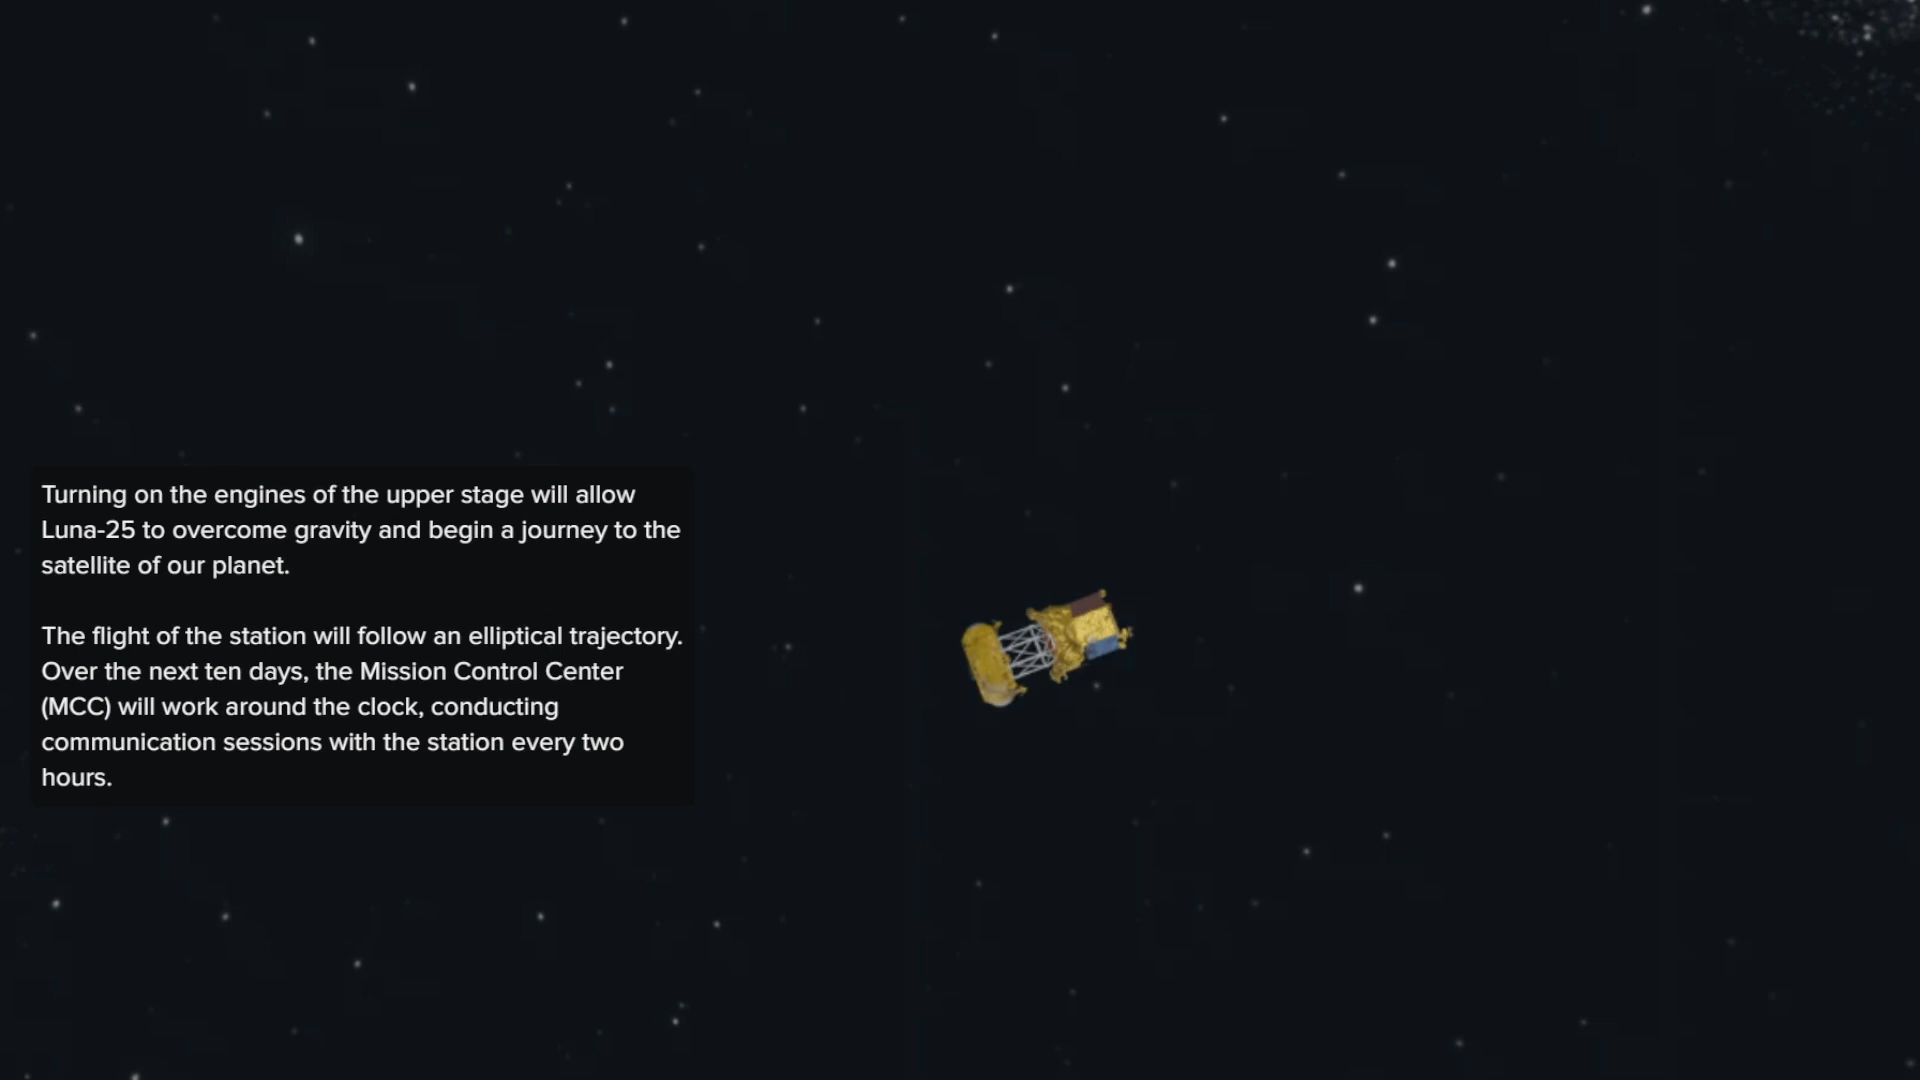 Turning on the engines of the upper stage will allow
Luna-25 to overcome gravity and begin a journey to the
satellite of our planet.
The flight of the station will follow an elliptical trajectory.
Over the next ten days, the Mission Control Center
(MCC) will work around the clock, conducting
communication sessions with the station every two
hours.